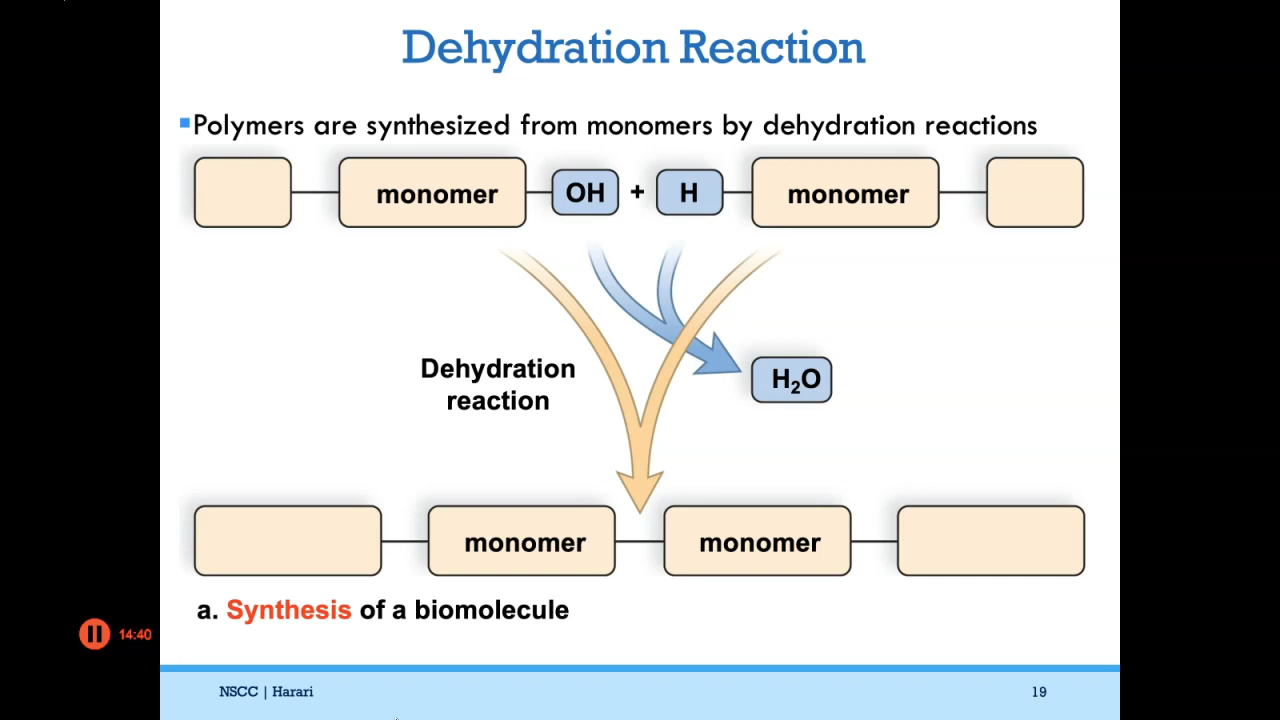 Dehydration Reaction
Polymers are synthesized from monomers by dehydration reactions
monomer OH + H monomer
Dehydration
reaction
H₂O
monomer monomer
a. Synthesis of a biomolecule
14:40
NSCC | Harari 19